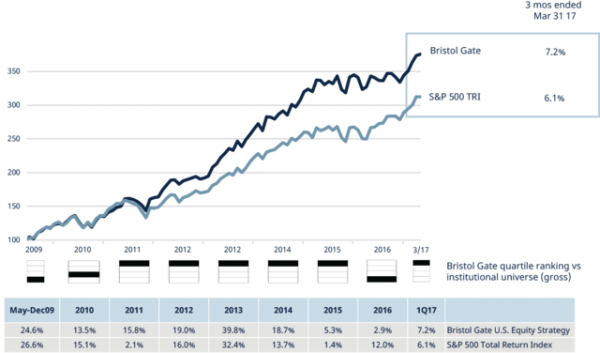 3 mos ended
Mar 31 17
Bristol Gate 7.2%
S&P 500 TRI 6.1%
350
300
250
200
150
100
2009 2010 2011 2012 2012 2014 2015 2016 3/17
Bristol Gate quartile ranking vs
institutional universe (gross)
May-Dec09 2010 2011 2012 2013 2014 2015 2016 1Q17
24.6% 13.5% 15.8% 19.0% 39.8% 18.7% 5.3% 2.9% 7.2% Bristol Gate U.S. Equity Strategy
26.6% 15.1% 2.1% 16.0% 32.4% 13.7% 1.4% 12.0% 6.1% S&P 500 Total Return Index